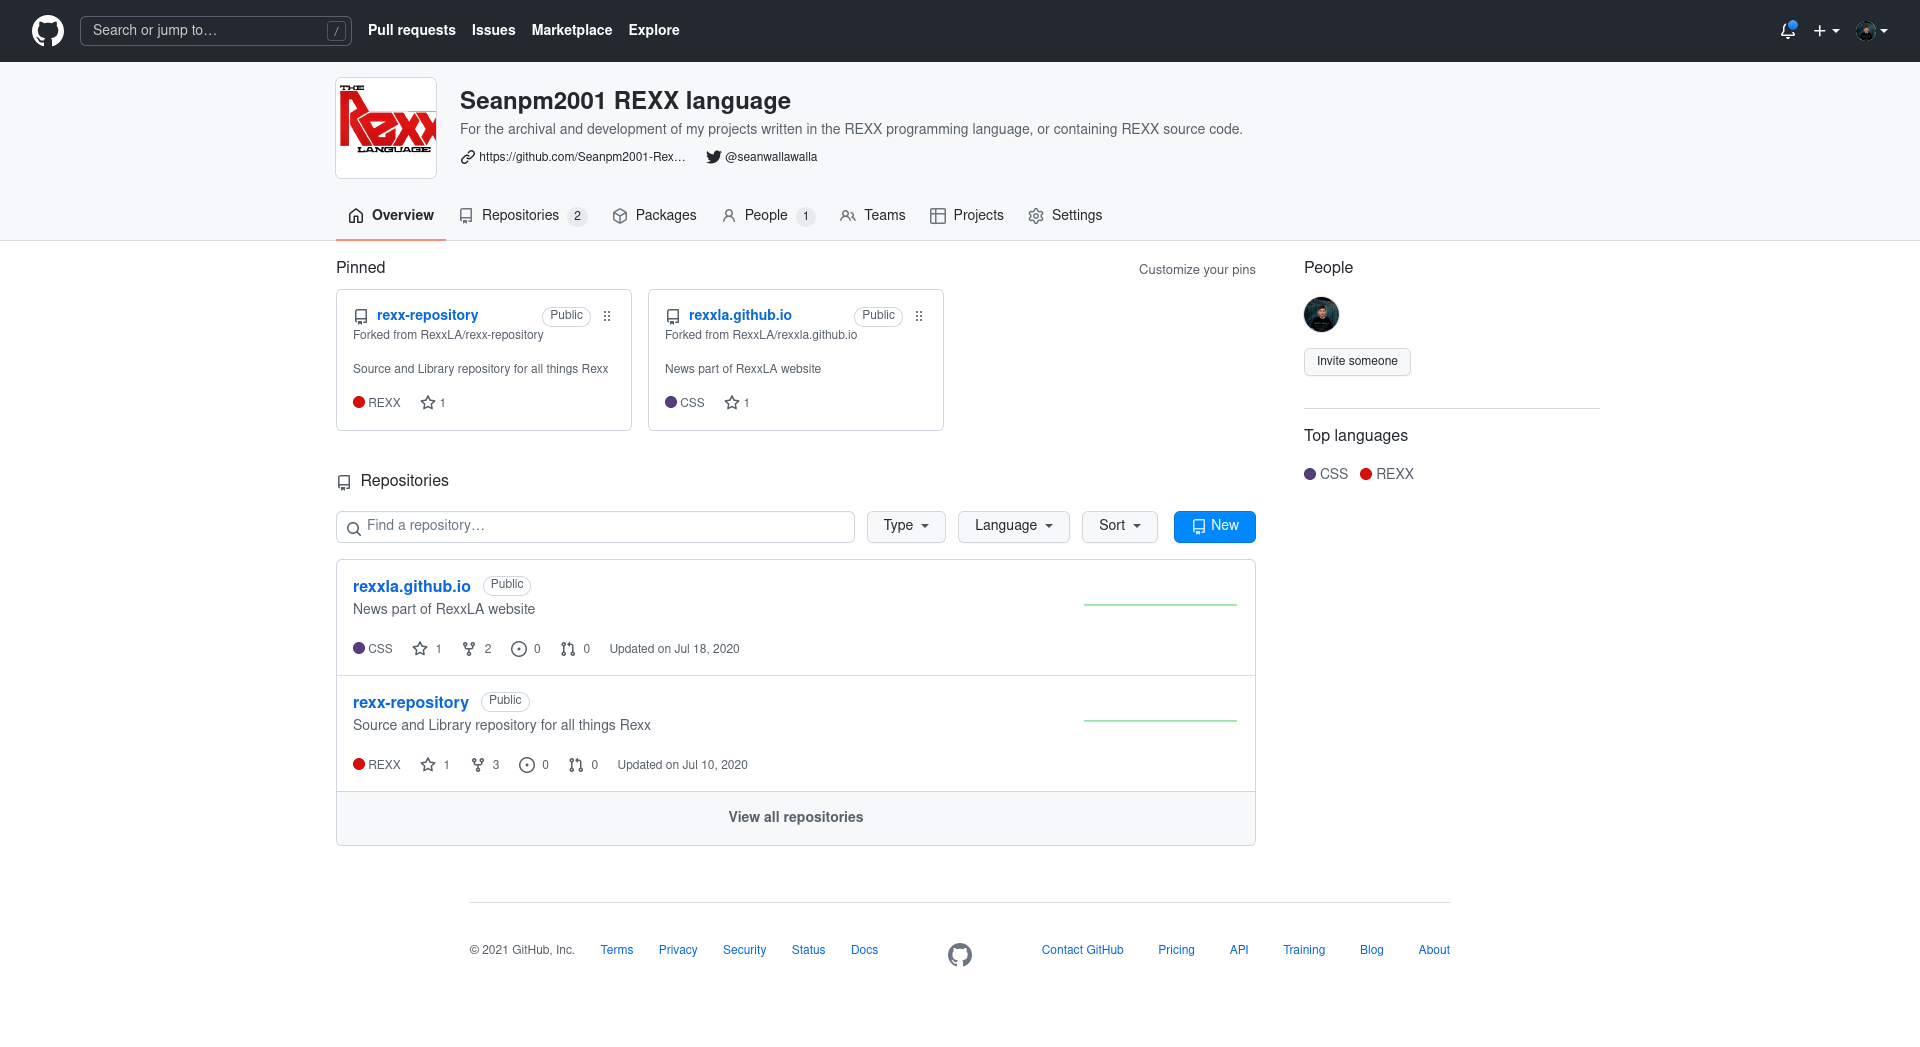 Search or jump to… /
Pull requests Issues Marketplace Explore
THE
Rexx
LANGUAGE
Seanpm2001 REXX language
For the archival and development of my projects written in the REXX programming language, or containing REXX source code.
https://github.com/Seanpm2001-Rex… @seanwallawalla
Overview Repositories 2 Packages People 1 Teams Projects Settings
Pinned Customize your pins
rexx-repository Public
Forked from RexxLA/rexx-repository
Source and Library repository for all things Rexx
REXX 1
rexxla.github.io Public
Forked from RexxLA/rexxla.github.io
News part of RexxLA website
CSS 1
People
Invite someone
Top languages
CSS REXX
Repositories
Find a repository… Type Language Sort New
rexxla.github.io Public
News part of RexxLA website
CSS 1 2 0 0 Updated on Jul 18, 2020
rexx-repository Public
Source and Library repository for all things Rexx
REXX 1 3 0 0 Updated on Jul 10, 2020
View all repositories
© 2021 GitHub, Inc. Terms Privacy Security Status Docs Contact GitHub Pricing API Training Blog About